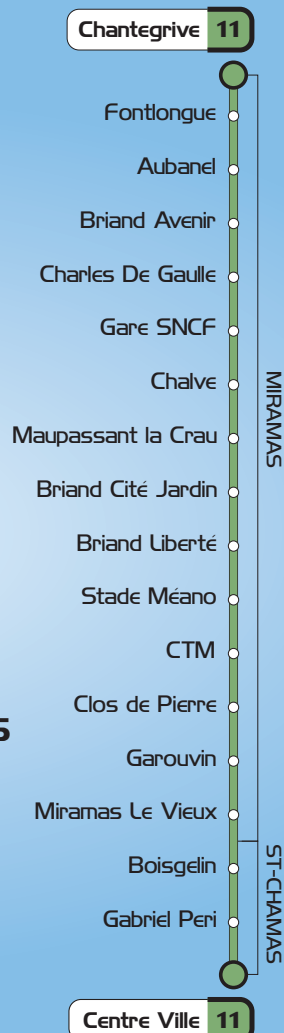 Chantegrive 11
Fontlongue
Aubanel
Briand Avenir
Charles De Gaulle
Gare SNCF
Chalve
Maupassant la Crau
Briand Cité Jardin
Briand Liberté
Stade Méano
CTM
Clos de Pierre
Garouvin
Miramas Le Vieux
Boisgelin
Gabriel Peri
Centre Ville 11
MIRAMAS
ST-CHAMAS